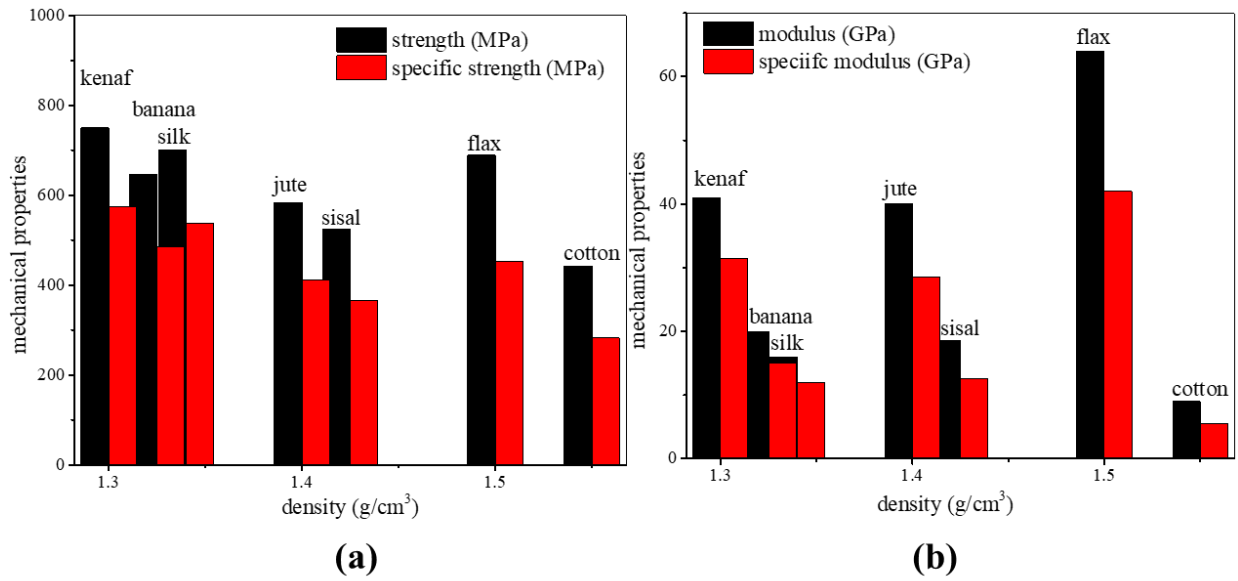 1000
800
600
400
200
0
mechanical properties
strength (MPa)
specific strength (MPa)
kenaf
banana
silk
jute
sisal
flax
cotton
1.3
1.4
1.5
density (g/cm³)
(a)
60
40
20
0
mechanical properties
modulus (GPa)
speciifc modulus (GPa)
flax
kenaf
jute
banana
silk
sisal
cotton
1.3
1.4
1.5
density (g/cm³)
(b)